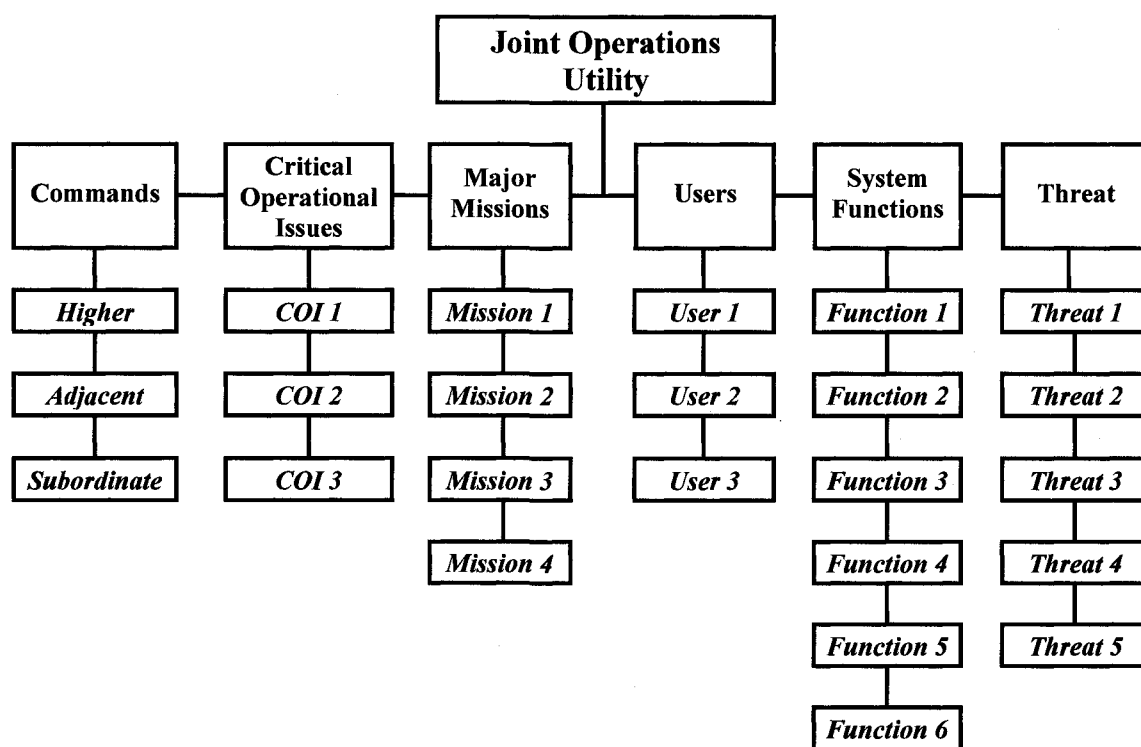 Joint Operations
Utility
Commands
Critical
Operational
Issues
Major
Missions
Users
System
Functions
Threat
Higher
COI 1
Mission 1
User 1
Function 1
Threat 1
Adjacent
COI 2
Mission 2
User 2
Function 2
Threat 2
Subordinate
COI 3
Mission 3
User 3
Function 3
Threat 3
Mission 4
Function 4
Threat 4
Function 5
Threat 5
Function 6